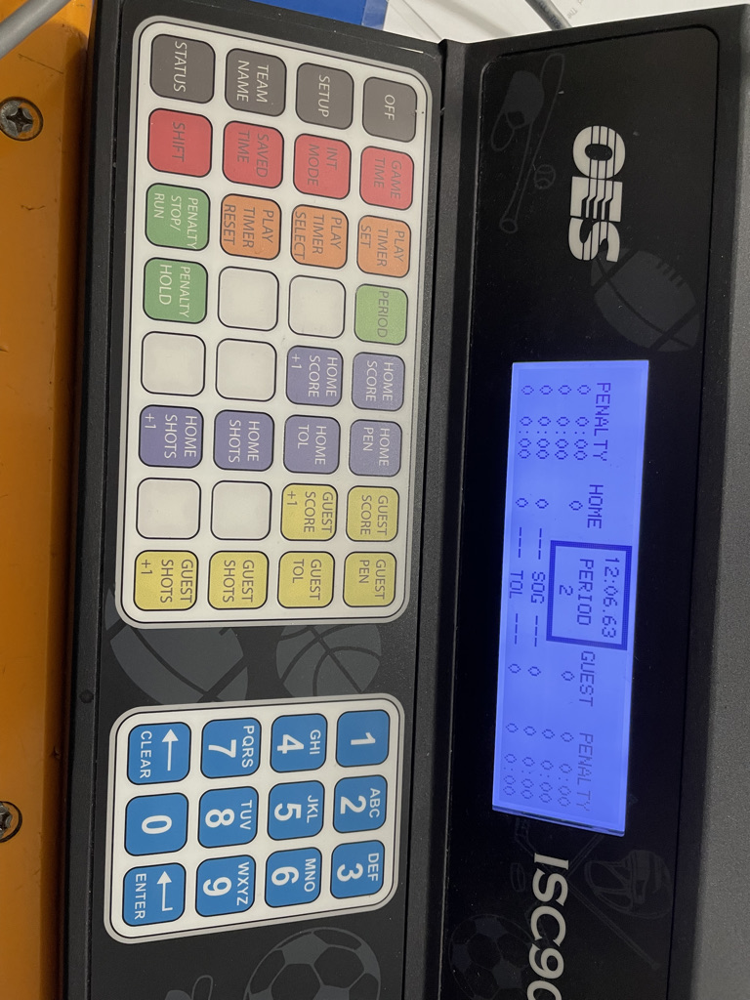 OES
12:06.63
PENALTY HOME PERIOD GUEST PENALTY
0 0:00 0 2 0 0 0:00
0 0:00 0 0:00
0 0:00 0 --- SOG --- 0 0 0:00
0 0:00 0 --- TOL --- 0 0 0:00
ISC90
OFF
GAME
TIME
PLAY
TIMER
SET
PERIOD
HOME
SCORE
HOME
PEN
GUEST
SCORE
GUEST
PEN
SETUP
INT
MODE
PLAY
TIMER
SELECT
HOME
SCORE
+1
HOME
TOL
GUEST
SCORE
+1
GUEST
TOL
TEAM
NAME
SAVED
TIME
PLAY
TIMER
RESET
HOME
SHOTS
GUEST
SHOTS
STATUS
SHIFT
PENALTY
STOP/
RUN
PENALTY
HOLD
HOME
SHOTS
+1
GUEST
SHOTS
+1
1
ABC
2
DEF
3
GHI
4
JKL
5
MNO
6
PQRS
7
TUV
8
WXYZ
9
CLEAR
0
ENTER